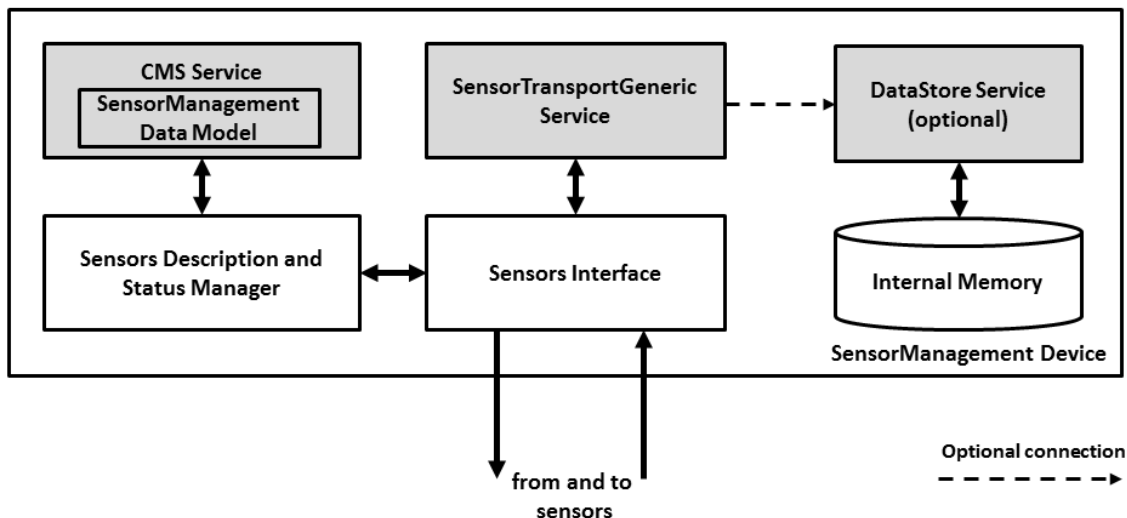 CMS Service
SensorManagement
Data Model
SensorTransportGeneric
Service
DataStore Service
(optional)
Sensors Description and
Status Manager
Sensors Interface
Internal Memory
SensorManagement Device
Optional connection
from and to
sensors